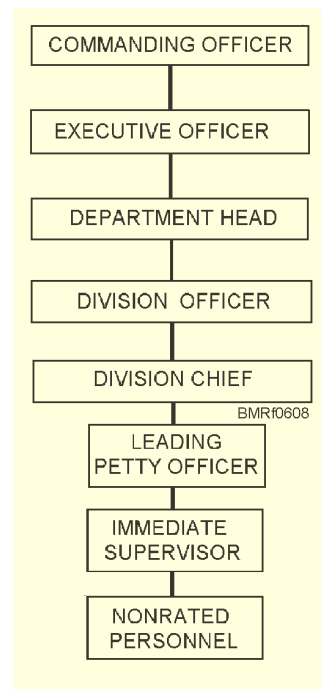 COMMANDING OFFICER
EXECUTIVE OFFICER
DEPARTMENT HEAD
DIVISION OFFICER
DIVISION CHIEF
BMRf0608
LEADING
PETTY OFFICER
IMMEDIATE
SUPERVISOR
NONRATED
PERSONNEL